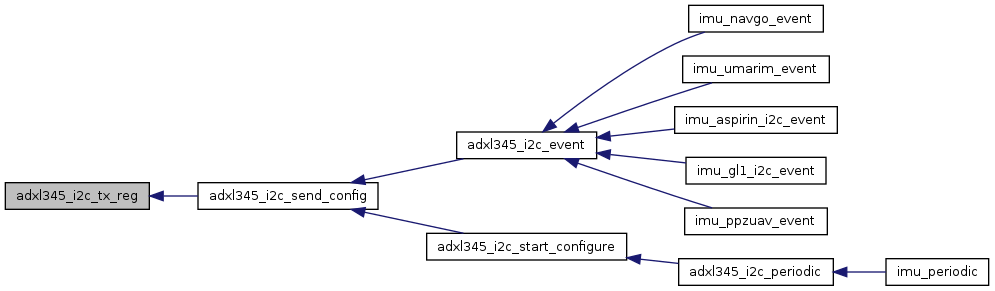 imu_navgo_event
imu_umarim_event
imu_aspirin_i2c_event
adxl345_i2c_event
imu_gl1_i2c_event
adxl345_i2c_tx_reg
adxl345_i2c_send_config
imu_ppzuav_event
adxl345_i2c_start_configure
adxl345_i2c_periodic
imu_periodic